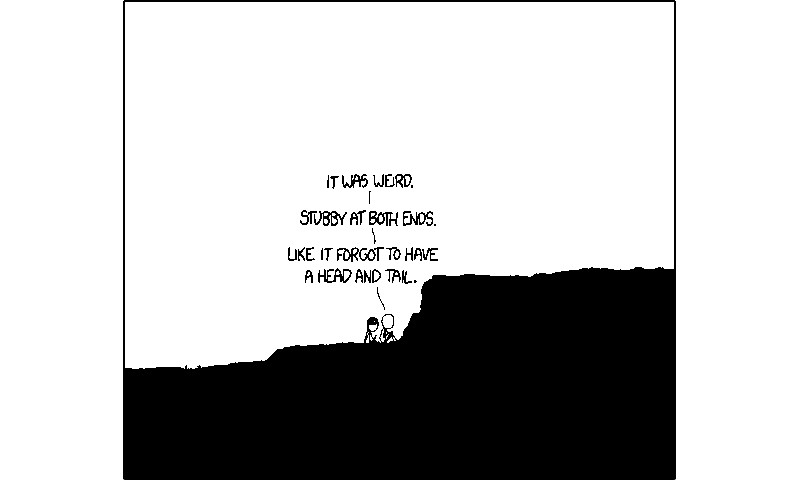 IT WAS WEIRD.
STUBBY AT BOTH ENDS.
LIKE IT FORGOT TO HAVE
A HEAD AND TAIL.